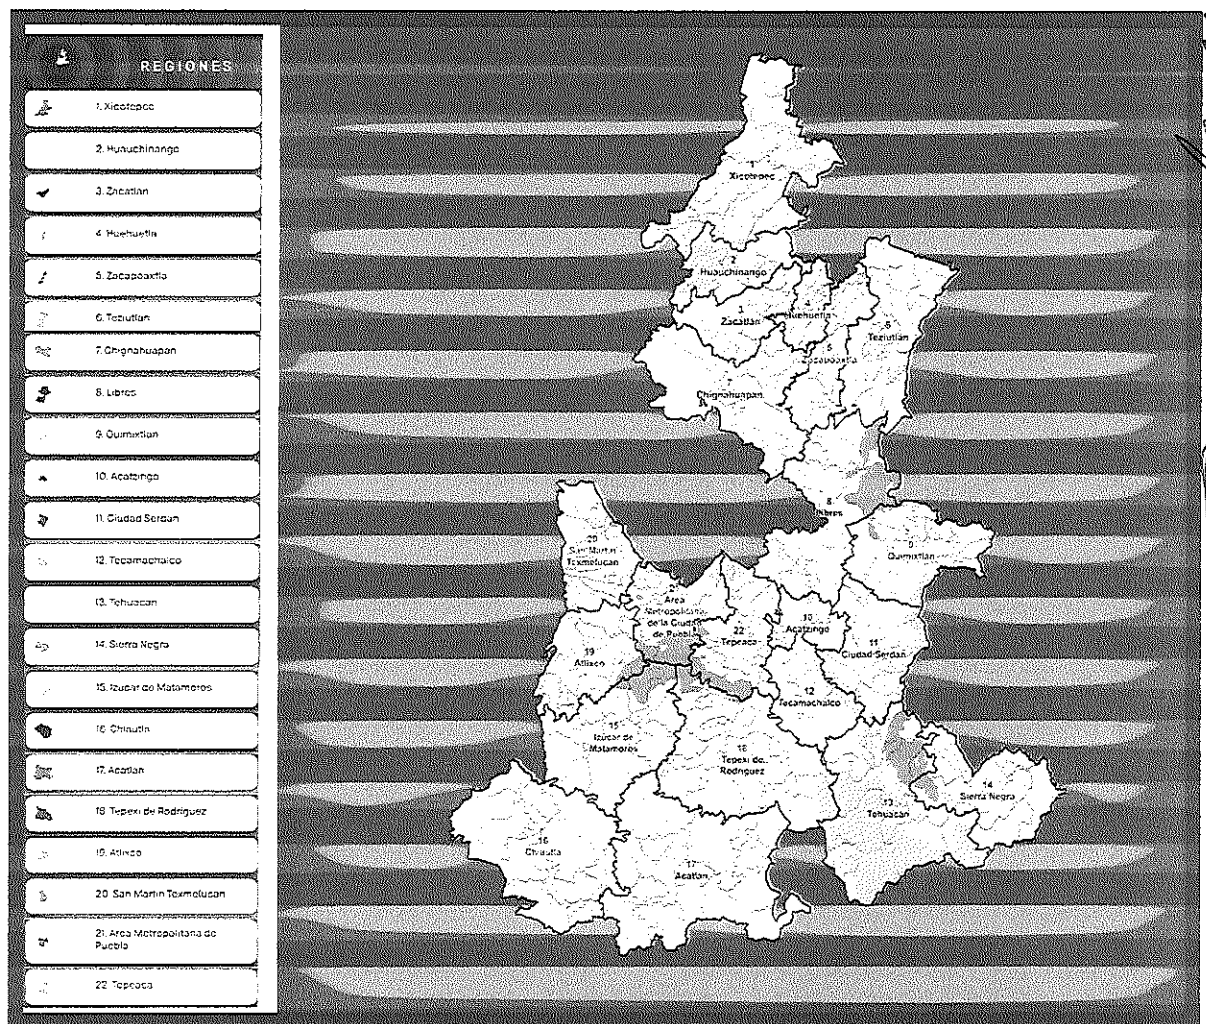 REGIONES
1. Xicotepec
2. Huauchinango
3. Zacatlán
4. Huehuetla
5. Zacapoaxtla
6. Teziutlán
7. Chignahuapan
8. Libres
9. Quimixtlán
10. Acatzingo
11. Ciudad Serdán
12. Tecamachalco
13. Tehuacán
14. Sierra Negra
15. Izúcar de Matamoros
16. Chiautla
17. Acatlán
18. Tepexi de Rodríguez
19. Atlixco
20. San Martín Texmelucan
21. Área Metropolitana de
Puebla
22. Tepeaca
1
Xicotepec
2
Huauchinango
3
Zacatlán
4
Huehuetla
5
Zacapoaxtla
6
Teziutlán
7
Chignahuapan
8
Libres
9
Quimixtlán
20
San Martín
Texmelucan
21
Área
Metropolitana
de la Ciudad
de Puebla
22
Tepeaca
10
Acatzingo
11
Ciudad Serdán
19
Atlixco
12
Tecamachalco
15
Izúcar de
Matamoros
18
Tepexi de
Rodríguez
13
Tehuacán
14
Sierra Negra
16
Chiautla
17
Acatlán